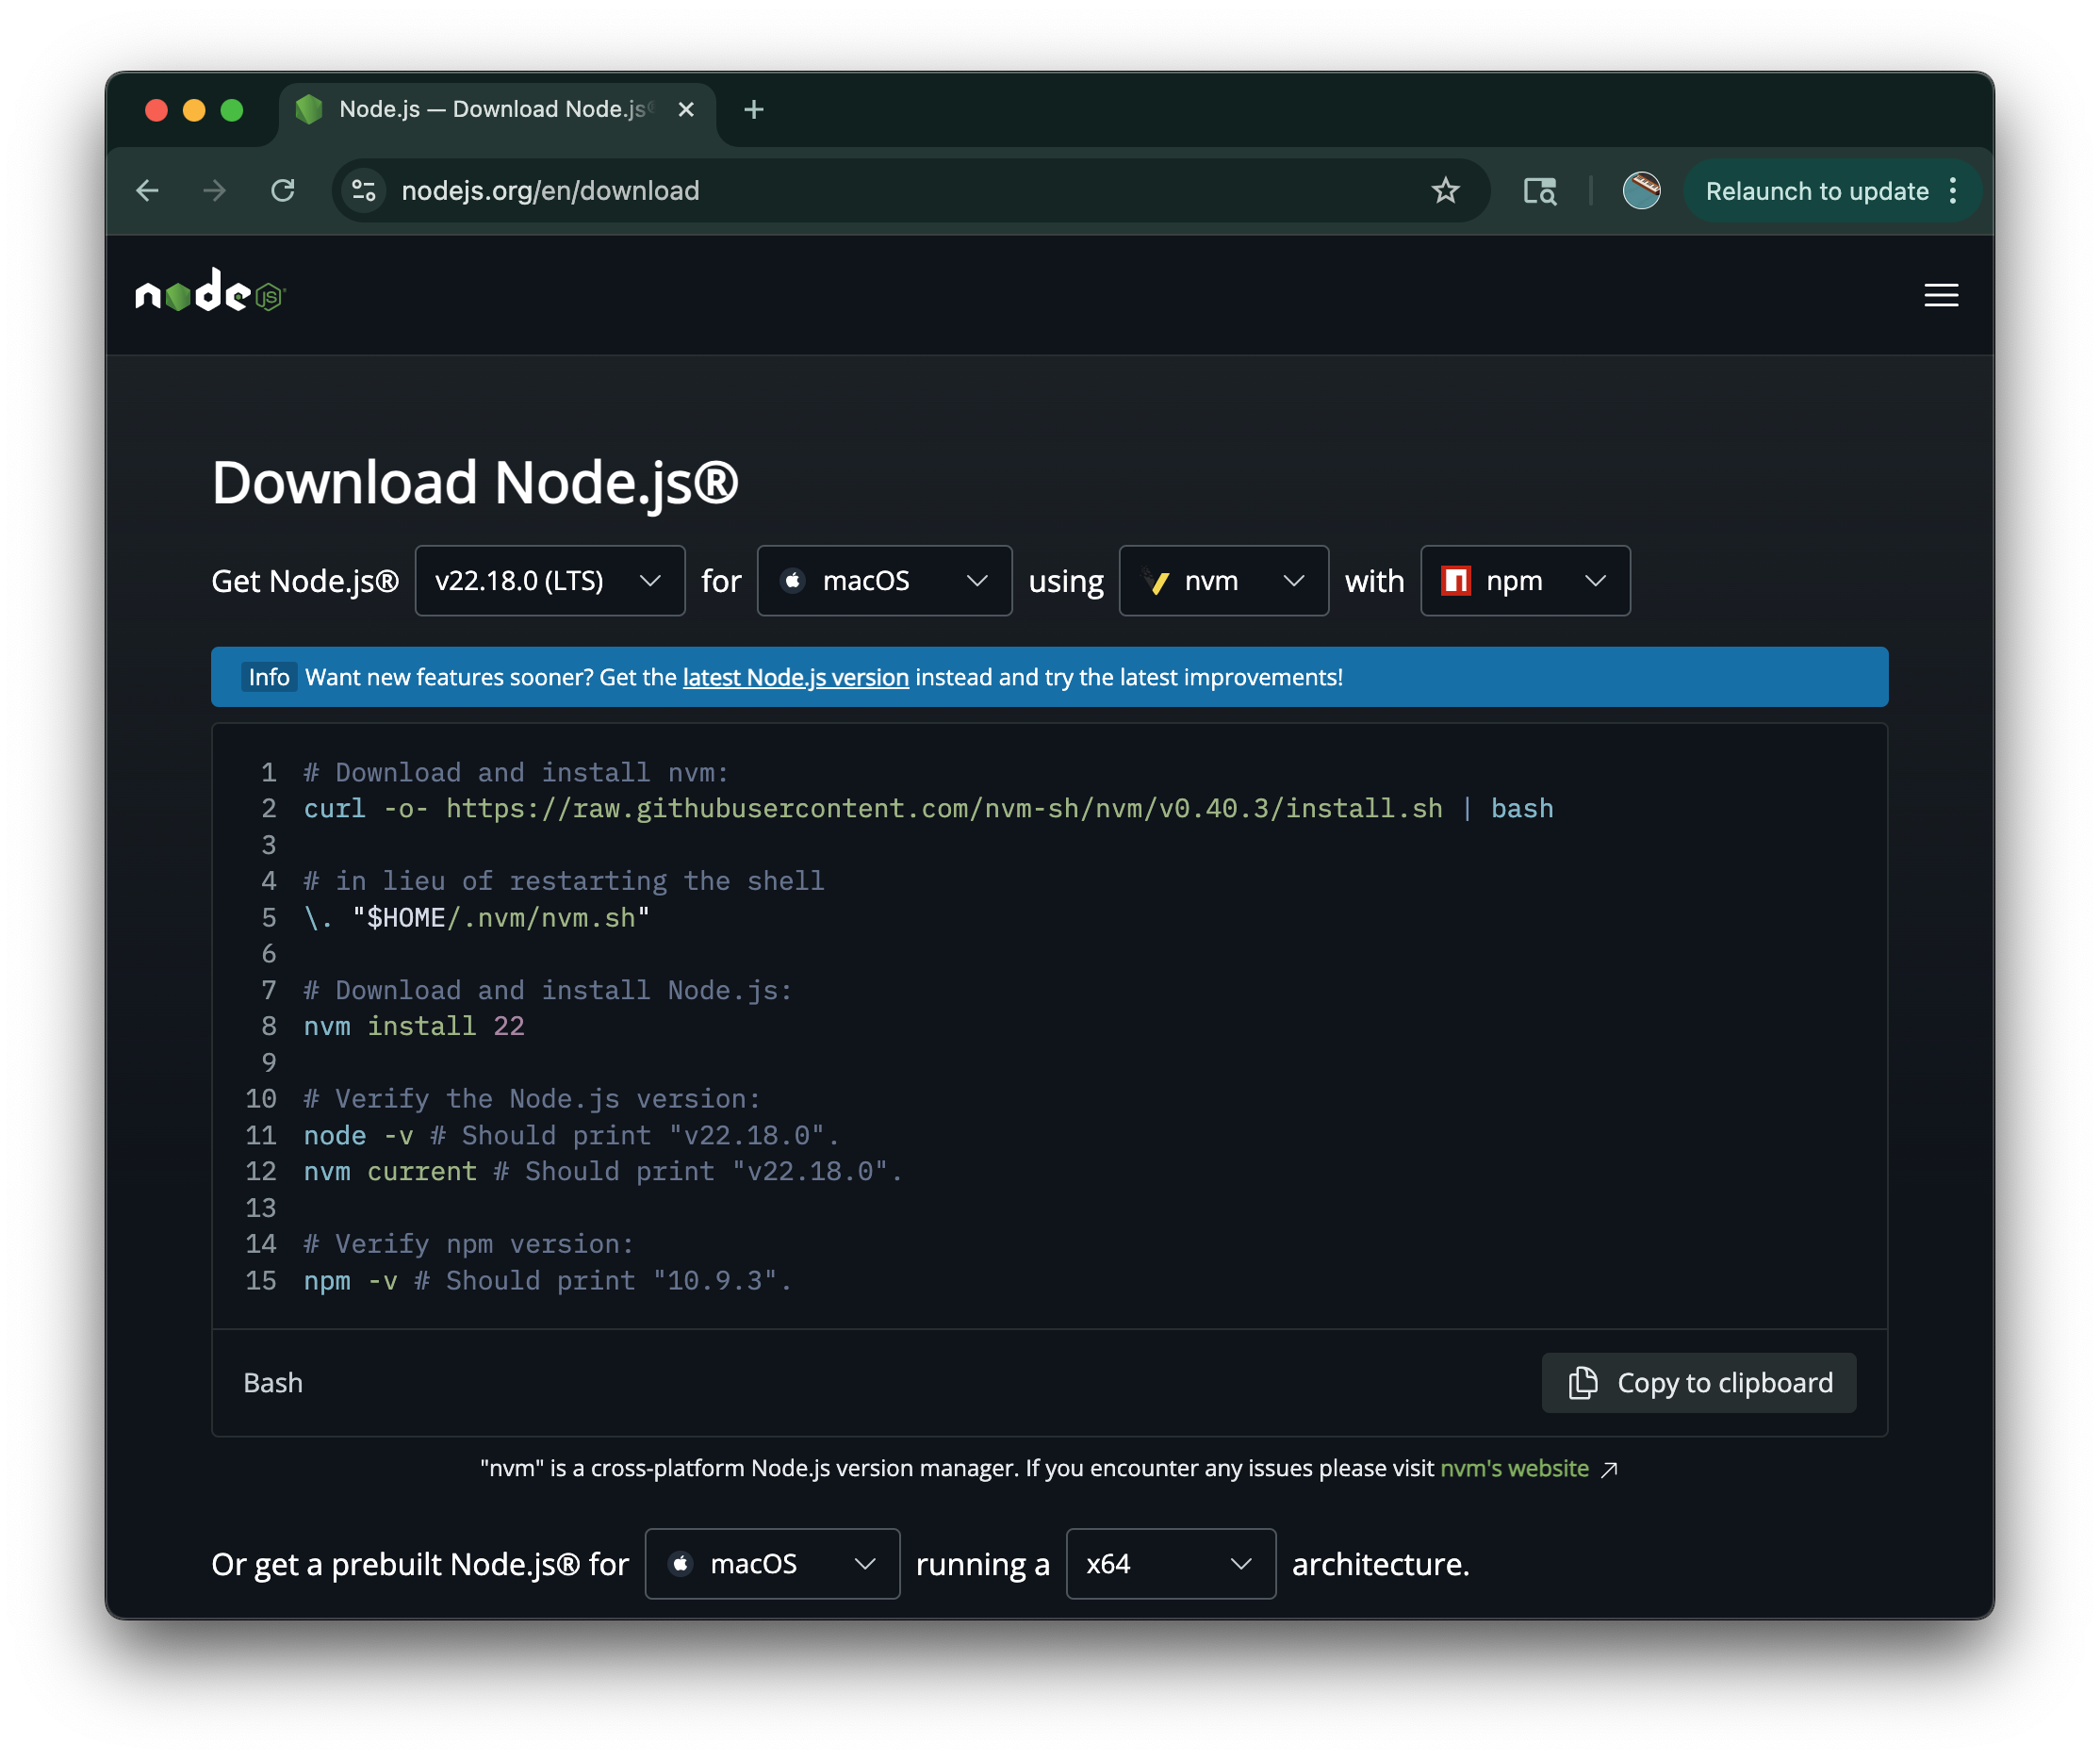 Node.js — Download Node.js®
nodejs.org/en/download
Relaunch to update
node JS
Download Node.js®
Get Node.js® v22.18.0 (LTS) for macOS using nvm with npm
Info Want new features sooner? Get the latest Node.js version instead and try the latest improvements!
1 # Download and install nvm:
2 curl -o- https://raw.githubusercontent.com/nvm-sh/nvm/v0.40.3/install.sh | bash
3
4 # in lieu of restarting the shell
5 \. "$HOME/.nvm/nvm.sh"
6
7 # Download and install Node.js:
8 nvm install 22
9
10 # Verify the Node.js version:
11 node -v # Should print "v22.18.0".
12 nvm current # Should print "v22.18.0".
13
14 # Verify npm version:
15 npm -v # Should print "10.9.3".
Bash Copy to clipboard
"nvm" is a cross-platform Node.js version manager. If you encounter any issues please visit nvm's website
Or get a prebuilt Node.js® for macOS running a x64 architecture.